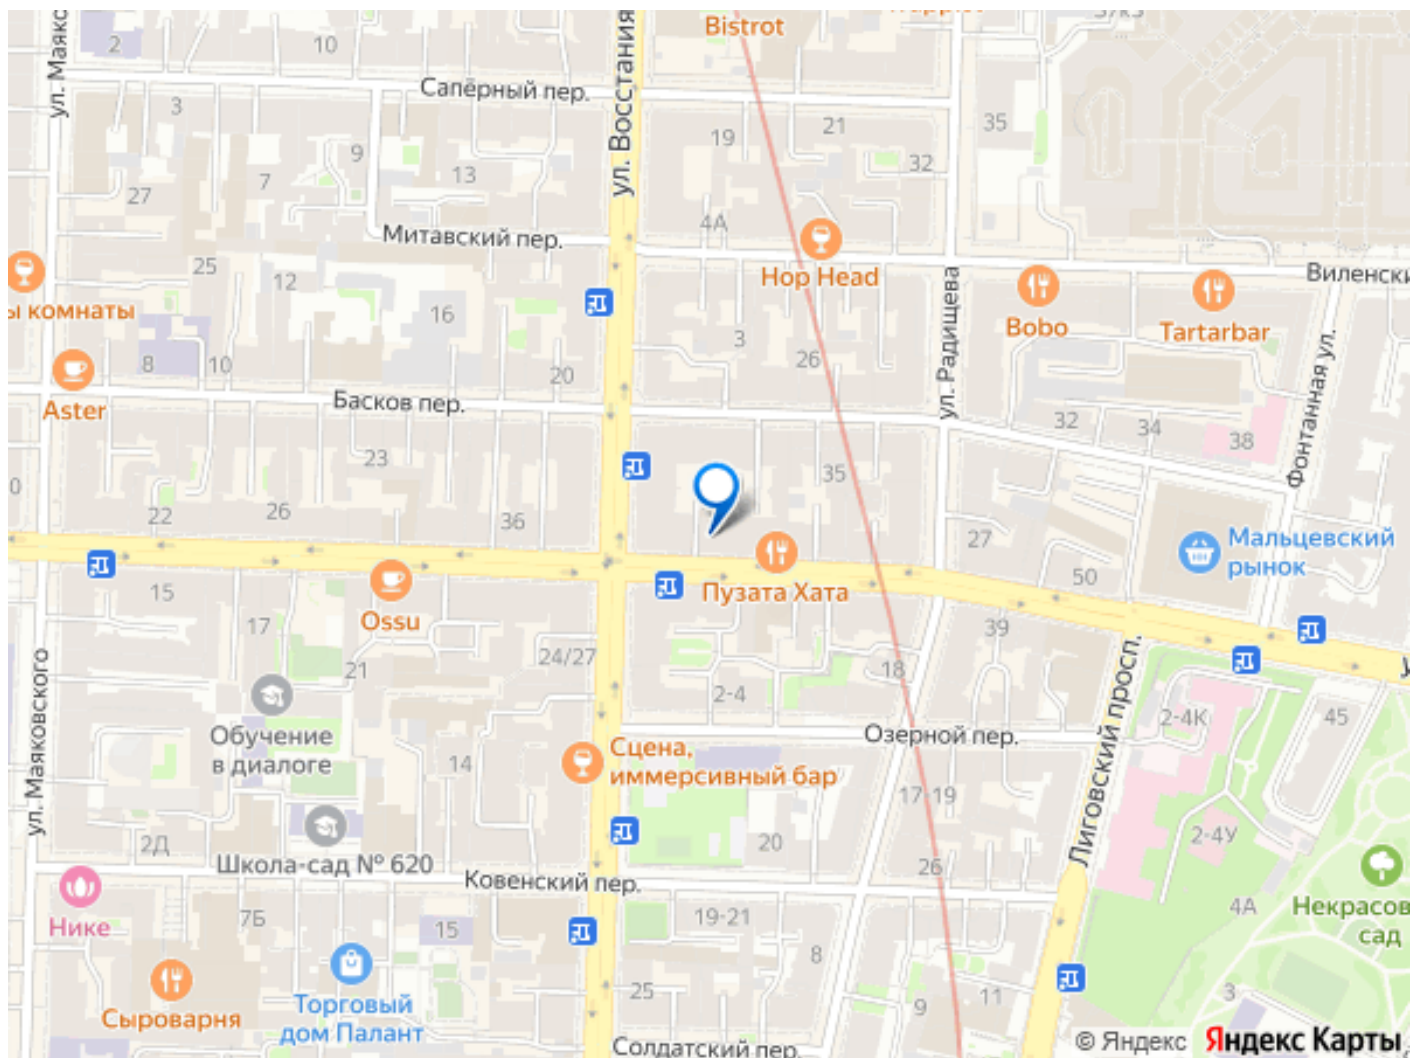 Bistrot
ул. Маяко
2
10
ул. Восстания
Сапёрный пер.
3
19
21
35
9
32
7
13
27
4А
Митавский пер.
Hop Head
25
12
ул. Радищева
Виленски
ы комнаты
16
Bobo
Tartarbar
3
26
8
10
20
Фонтанная ул.
Aster
Басков пер.
32
34
38
23
35
0
22
26
36
27
Мальцевский
рынок
50
15
Ossu
Пузата Хата
17
39
24/27
21
18
ул. Маяковского
2-4
Лиговский просп.
2-4К
45
Обучение
в диалоге
Озерной пер.
14
Сцена,
иммерсивный бар
17-19
2Д
20
2-4У
Школа-сад № 620
26
Ковенский пер.
Нике
7Б
15
19-21
4А
Некрасов
сад
8
25
9
11
3
Сыроварня
Торговый
дом Палант
Солдатский пер.
© Яндекс Яндекс Карты